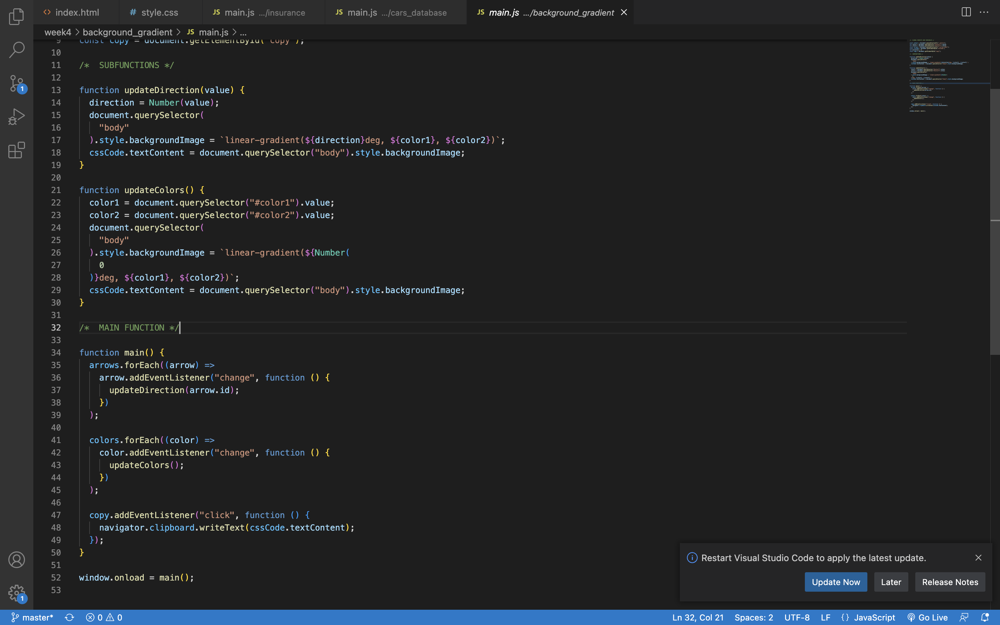 index.html
style.css
JS main.js .../insurance
JS main.js .../cars_database
JS main.js .../background_gradient
week4 > background_gradient > JS main.js > ...
9 const copy = document.getElementById("copy");
10
11 /*  SUBFUNCTIONS */
12
13 function updateDirection(value) {
14   direction = Number(value);
15   document.querySelector(
16     "body"
17   ).style.backgroundImage = `linear-gradient(${direction}deg, ${color1}, ${color2})`;
18   cssCode.textContent = document.querySelector("body").style.backgroundImage;
19 }
20
21 function updateColors() {
22   color1 = document.querySelector("#color1").value;
23   color2 = document.querySelector("#color2").value;
24   document.querySelector(
25     "body"
26   ).style.backgroundImage = `linear-gradient(${Number(
27     0
28   )}deg, ${color1}, ${color2})`;
29   cssCode.textContent = document.querySelector("body").style.backgroundImage;
30 }
31
32 /*  MAIN FUNCTION */
33
34 function main() {
35   arrows.forEach((arrow) =>
36     arrow.addEventListener("change", function () {
37       updateDirection(arrow.id);
38     })
39   );
40
41   colors.forEach((color) =>
42     color.addEventListener("change", function () {
43       updateColors();
44     })
45   );
46
47   copy.addEventListener("click", function () {
48     navigator.clipboard.writeText(cssCode.textContent);
49   });
50 }
51
52 window.onload = main();
53
1
1
Restart Visual Studio Code to apply the latest update.
Update Now
Later
Release Notes
master*
0 0
Ln 32, Col 21
Spaces: 2
UTF-8
LF
{ } JavaScript
Go Live